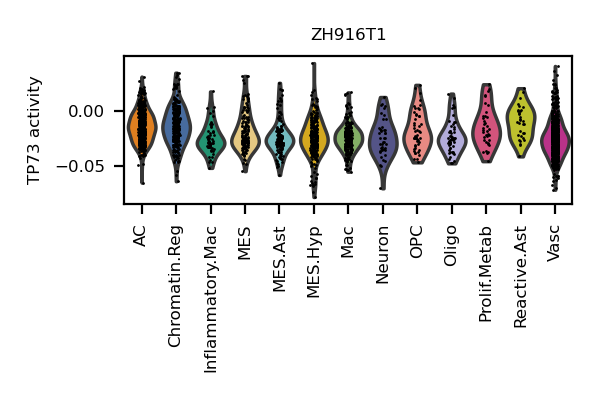 ZH916T1
TP73 activity
0.00
−0.05
AC
Chromatin.Reg
Inflammatory.Mac
MES
MES.Ast
MES.Hyp
Mac
Neuron
OPC
Oligo
Prolif.Metab
Reactive.Ast
Vasc